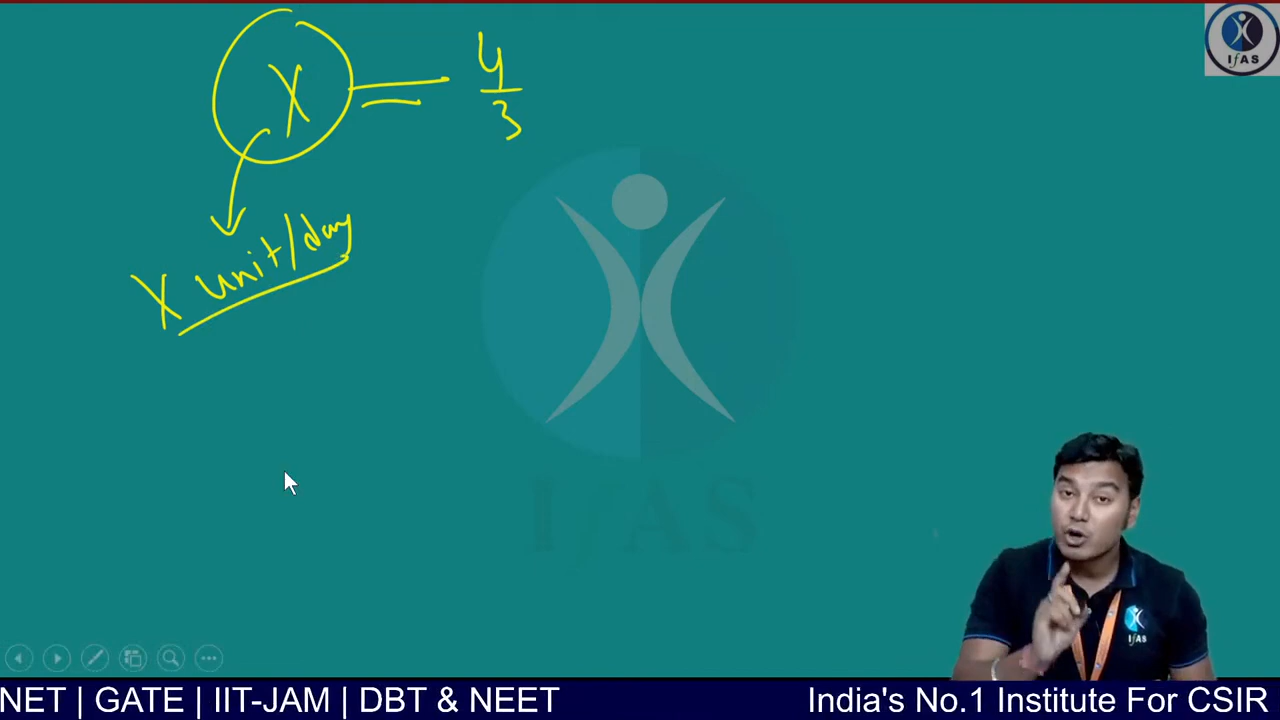 X = 4/3
X unit/day
IfAS
IfAS
IfAS
NET | GATE | IIT-JAM | DBT & NEET India's No.1 Institute For CSIR